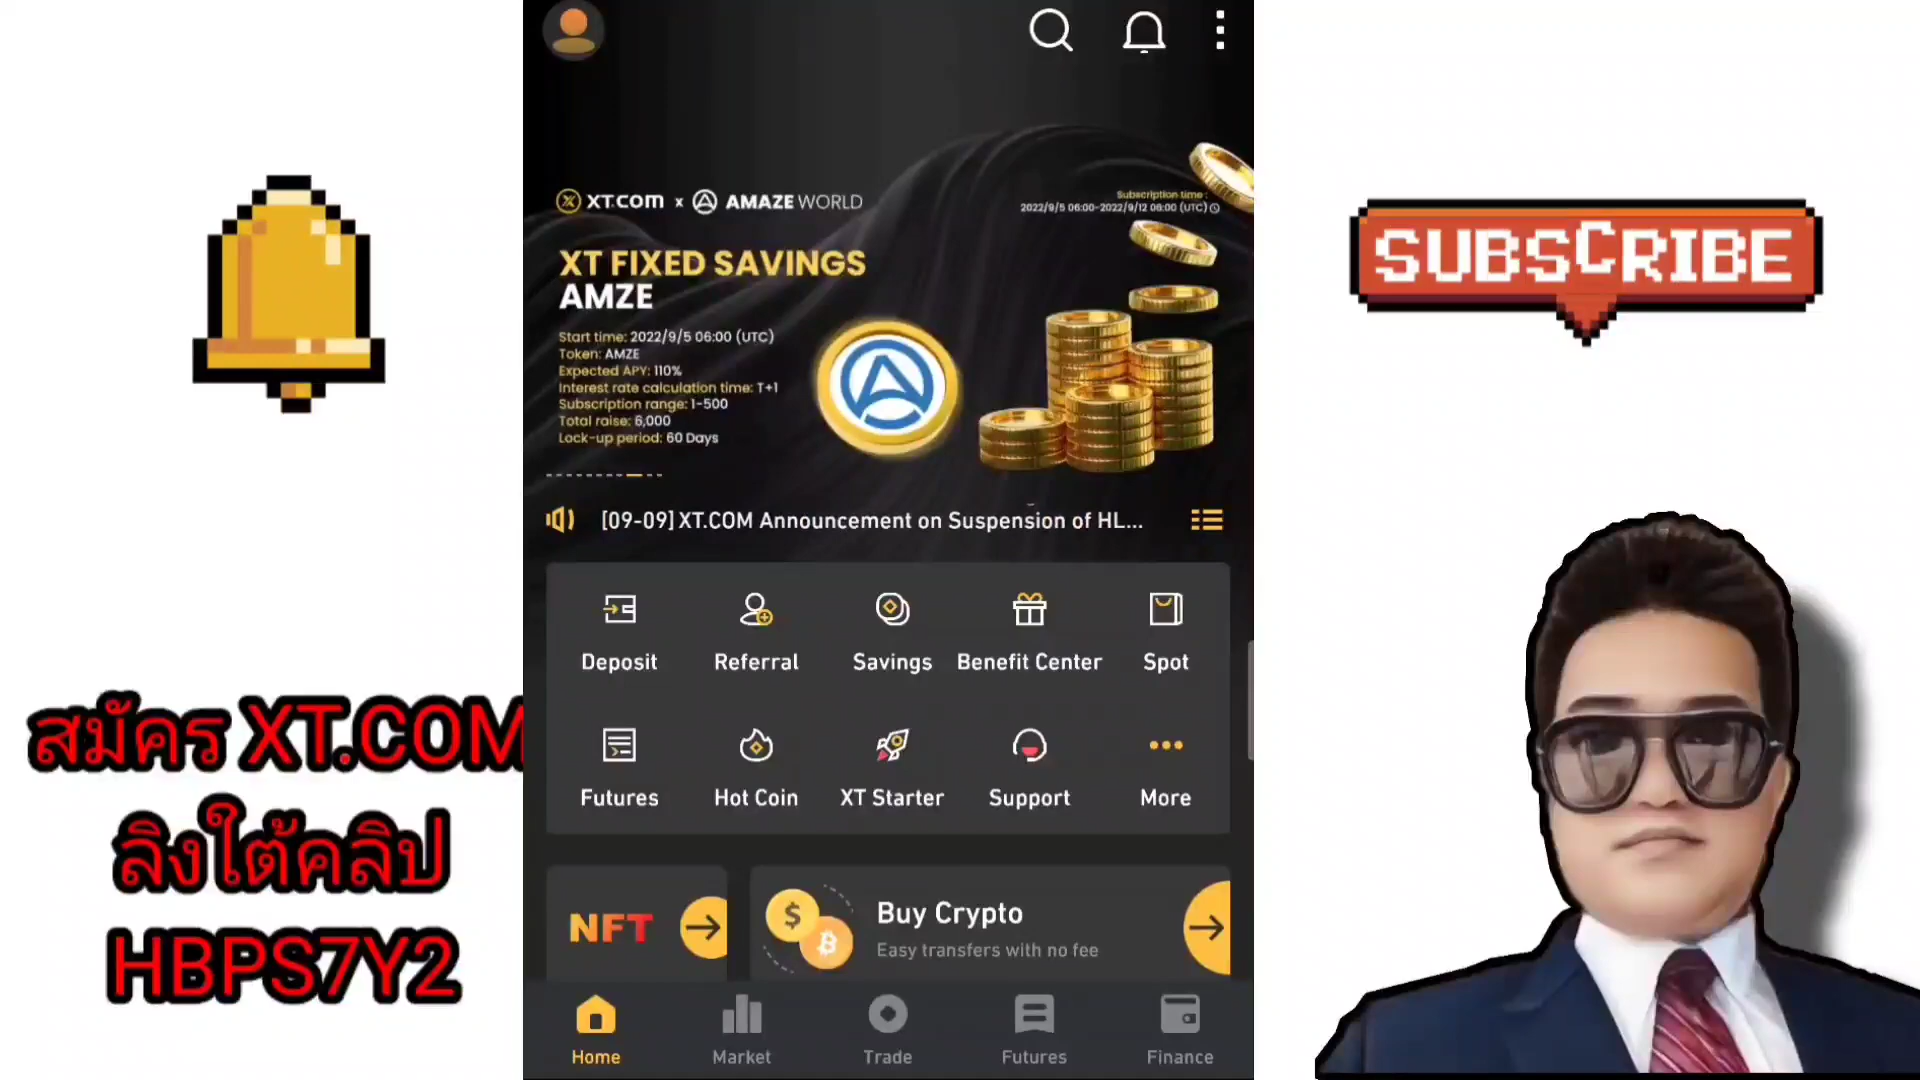 XT.COM x AMAZE WORLD
Subscription time :
2022/9/5 06:00-2022/9/12 06:00 (UTC)
XT FIXED SAVINGS
AMZE
Start time: 2022/9/5 06:00 (UTC)
Token: AMZE
Expected APY: 110%
Interest rate calculation time: T+1
Subscription range: 1-500
Total raise: 6,000
Lock-up period: 60 Days
[09-09] XT.COM Announcement on Suspension of HL...
Deposit
Referral
Savings
Benefit Center
Spot
Futures
Hot Coin
XT Starter
Support
More
NFT
Buy Crypto
Easy transfers with no fee
Home
Market
Trade
Futures
Finance
สมัคร XT.COM
ลิงใต้คลิป
HBPS7Y2
SUBSCRIBE